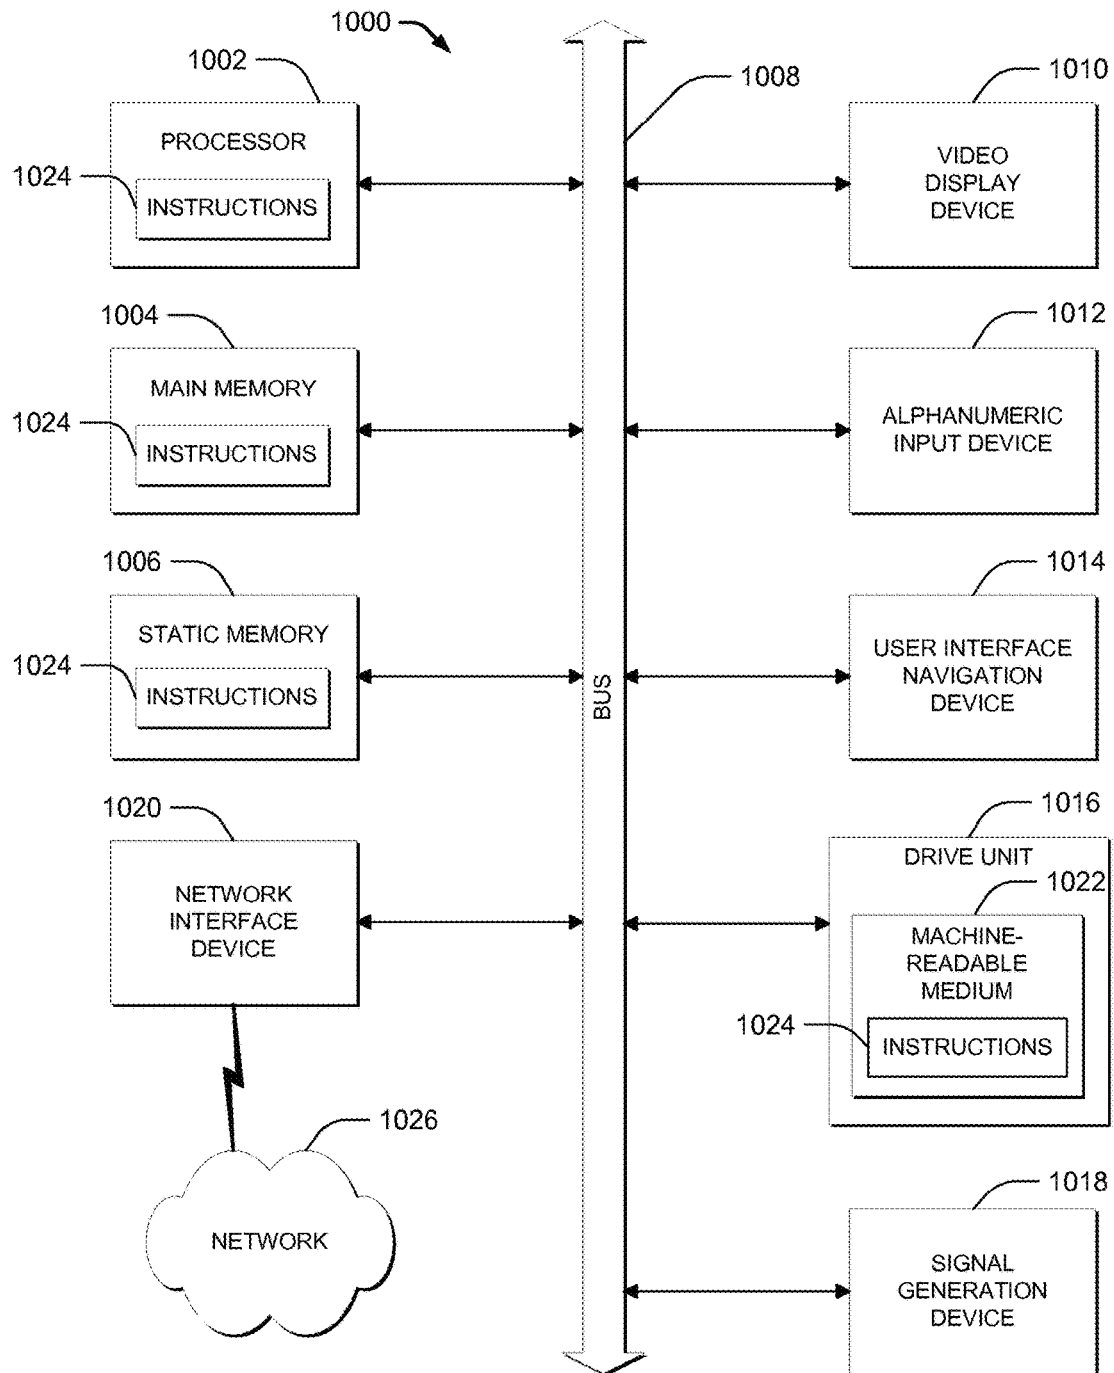 1000
1002
PROCESSOR
1024
INSTRUCTIONS
1004
MAIN MEMORY
1024
INSTRUCTIONS
1006
STATIC MEMORY
1024
INSTRUCTIONS
1020
NETWORK
INTERFACE
DEVICE
1026
NETWORK
1008
BUS
1010
VIDEO
DISPLAY
DEVICE
1012
ALPHANUMERIC
INPUT DEVICE
1014
USER INTERFACE
NAVIGATION
DEVICE
1016
DRIVE UNIT
1022
MACHINE-
READABLE
MEDIUM
1024
INSTRUCTIONS
1018
SIGNAL
GENERATION
DEVICE